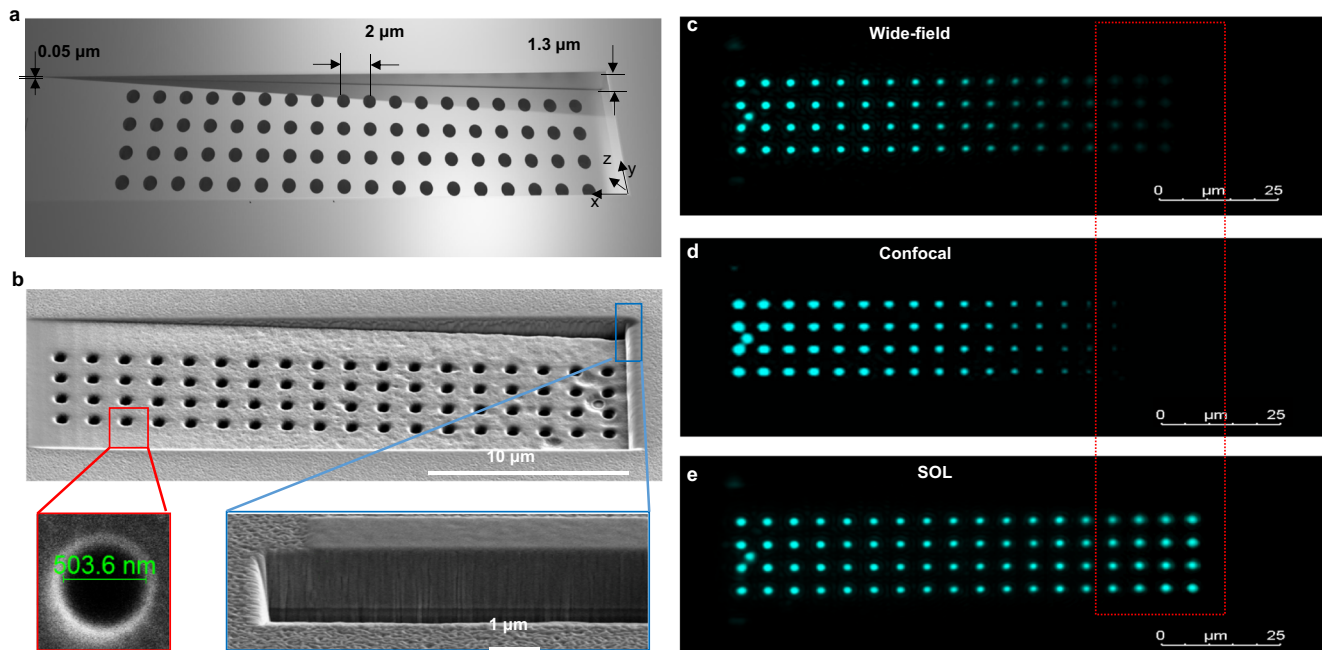 a
0.05 µm
2 µm
1.3 µm
z
y
x
b
10 µm
503.6 nm
1 µm
c
Wide-field
0 µm 25
d
Confocal
0 µm 25
e
SOL
0 µm 25